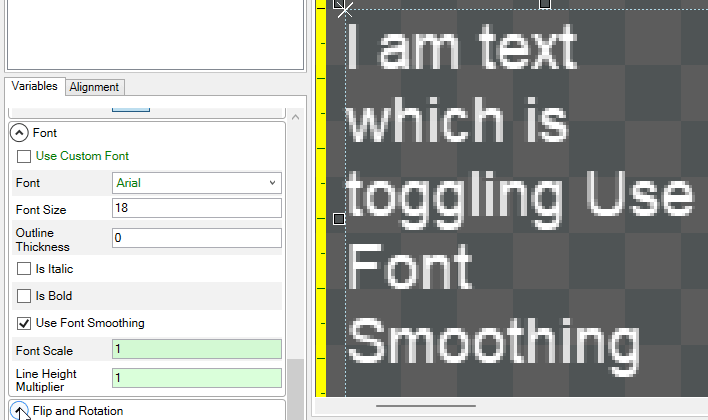 Variables
Alignment
Font
Use Custom Font
Font
Arial
Font Size
18
Outline
Thickness
0
Is Italic
Is Bold
Use Font Smoothing
Font Scale
1
Line Height
Multiplier
1
Flip and Rotation
I am text
which is
toggling Use
Font
Smoothing